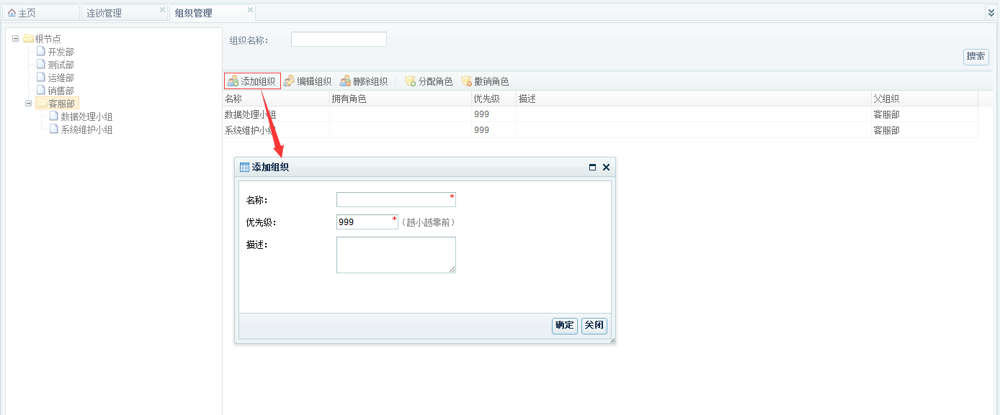 主页 连锁管理 组织管理
根节点
开发部
测试部
运维部
销售部
客服部
数据处理小组
系统维护小组
组织名称：
搜索
添加组织 编辑组织 删除组织 分配角色 撤销角色
名称 拥有角色 优先级 描述 父组织
数据处理小组 999 客服部
系统维护小组 999 客服部
添加组织
名称： *
优先级： 999 * （越小越靠前）
描述：
确定 关闭